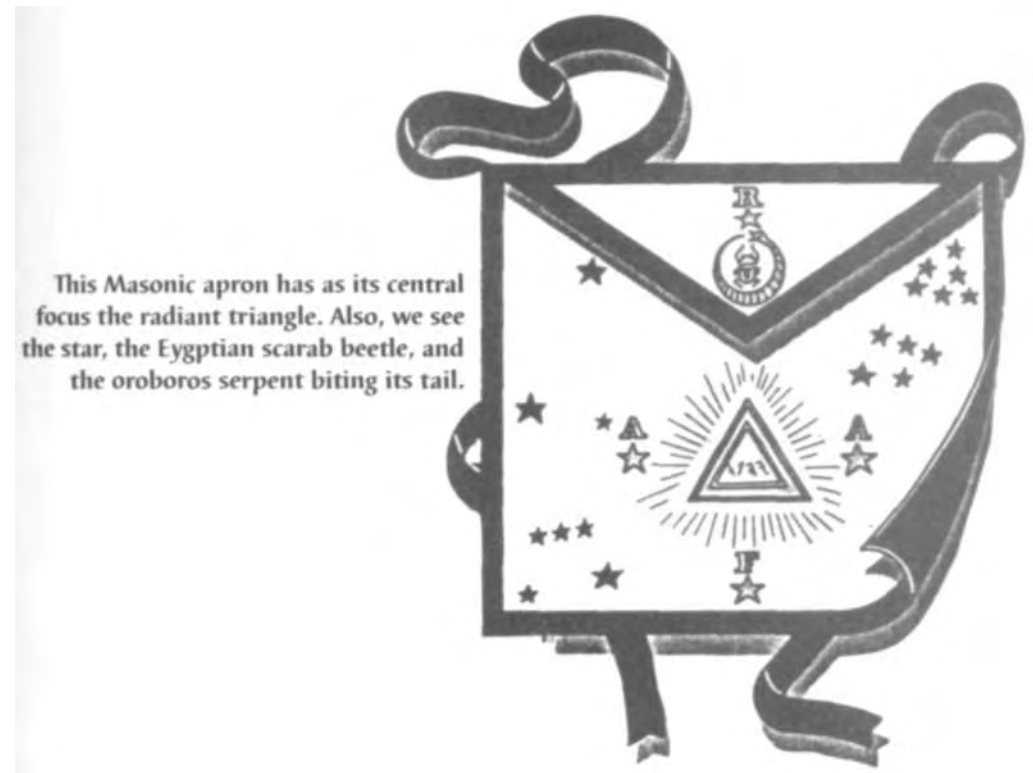 This Masonic apron has as its central
focus the radiant triangle. Also, we see
the star, the Eygptian scarab beetle, and
the oroboros serpent biting its tail.
R
A
A
F